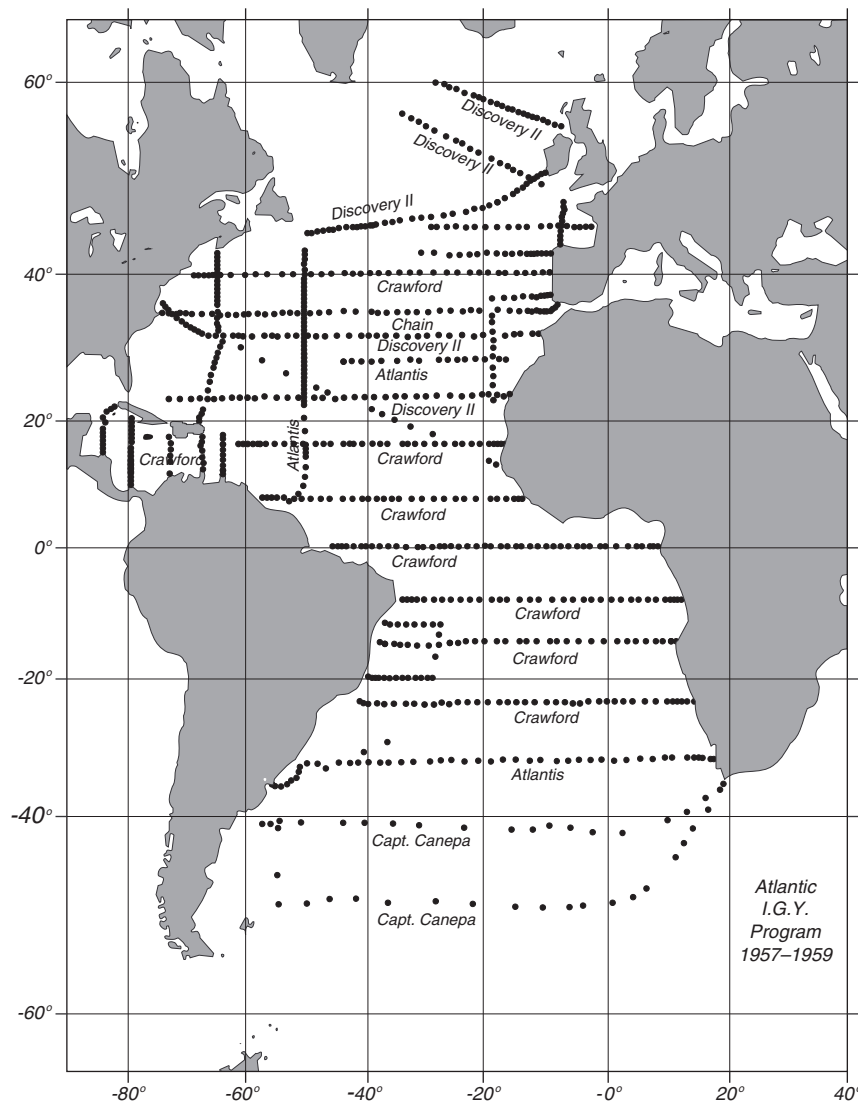 60°
Discovery II
Discovery II
Discovery II
40°
Crawford
Chain
Discovery II
Atlantis
20°
Discovery II
Atlantis
Crawford
Crawford
Crawford
0°
Crawford
Crawford
Crawford
-20°
Crawford
Atlantis
-40°
Capt. Canepa
Capt. Canepa
Atlantic
I.G.Y.
Program
1957–1959
-60°
-80° -60° -40° -20° -0° 20° 40°